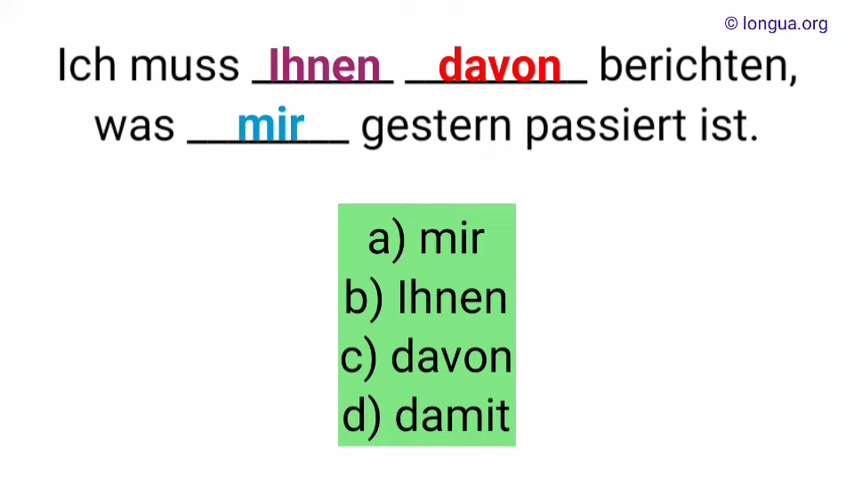 © longua.org
Ich muss Ihnen davon berichten,
was mir gestern passiert ist.
a) mir
b) Ihnen
c) davon
d) damit